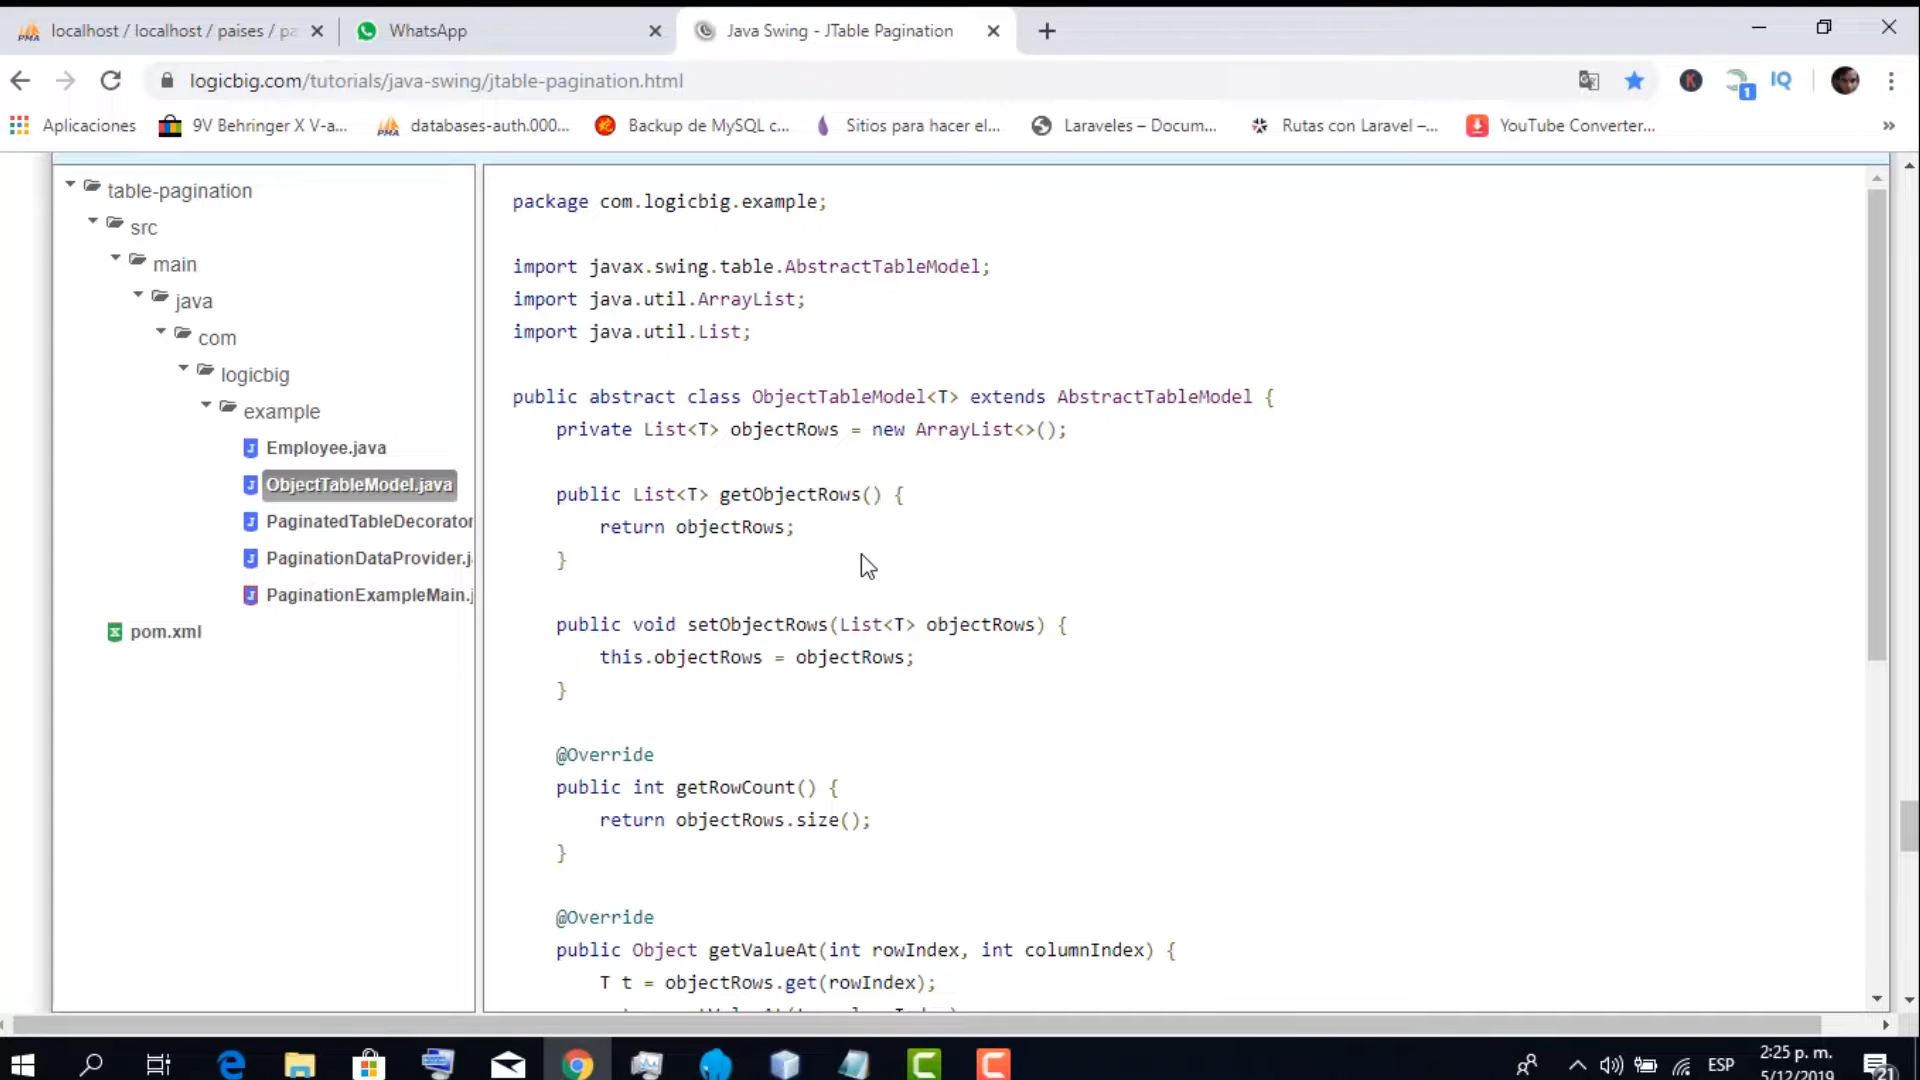 localhost / localhost / paises / pa
WhatsApp
Java Swing - JTable Pagination
logicbig.com/tutorials/java-swing/jtable-pagination.html
K
1
IQ
Aplicaciones
9V Behringer X V-a...
databases-auth.000...
Backup de MySQL c...
Sitios para hacer el...
Laraveles – Docum...
Rutas con Laravel –...
YouTube Converter...
»
table-pagination
src
main
java
com
logicbig
example
Employee.java
ObjectTableModel.java
PaginatedTableDecorator
PaginationDataProvider.j
PaginationExampleMain.j
pom.xml
package com.logicbig.example;
import javax.swing.table.AbstractTableModel;
import java.util.ArrayList;
import java.util.List;
public abstract class ObjectTableModel<T> extends AbstractTableModel {
private List<T> objectRows = new ArrayList<>();
public List<T> getObjectRows() {
return objectRows;
}
public void setObjectRows(List<T> objectRows) {
this.objectRows = objectRows;
}
@Override
public int getRowCount() {
return objectRows.size();
}
@Override
public Object getValueAt(int rowIndex, int columnIndex) {
T t = objectRows.get(rowIndex);
ESP
2:25 p. m.
5/12/2019
21